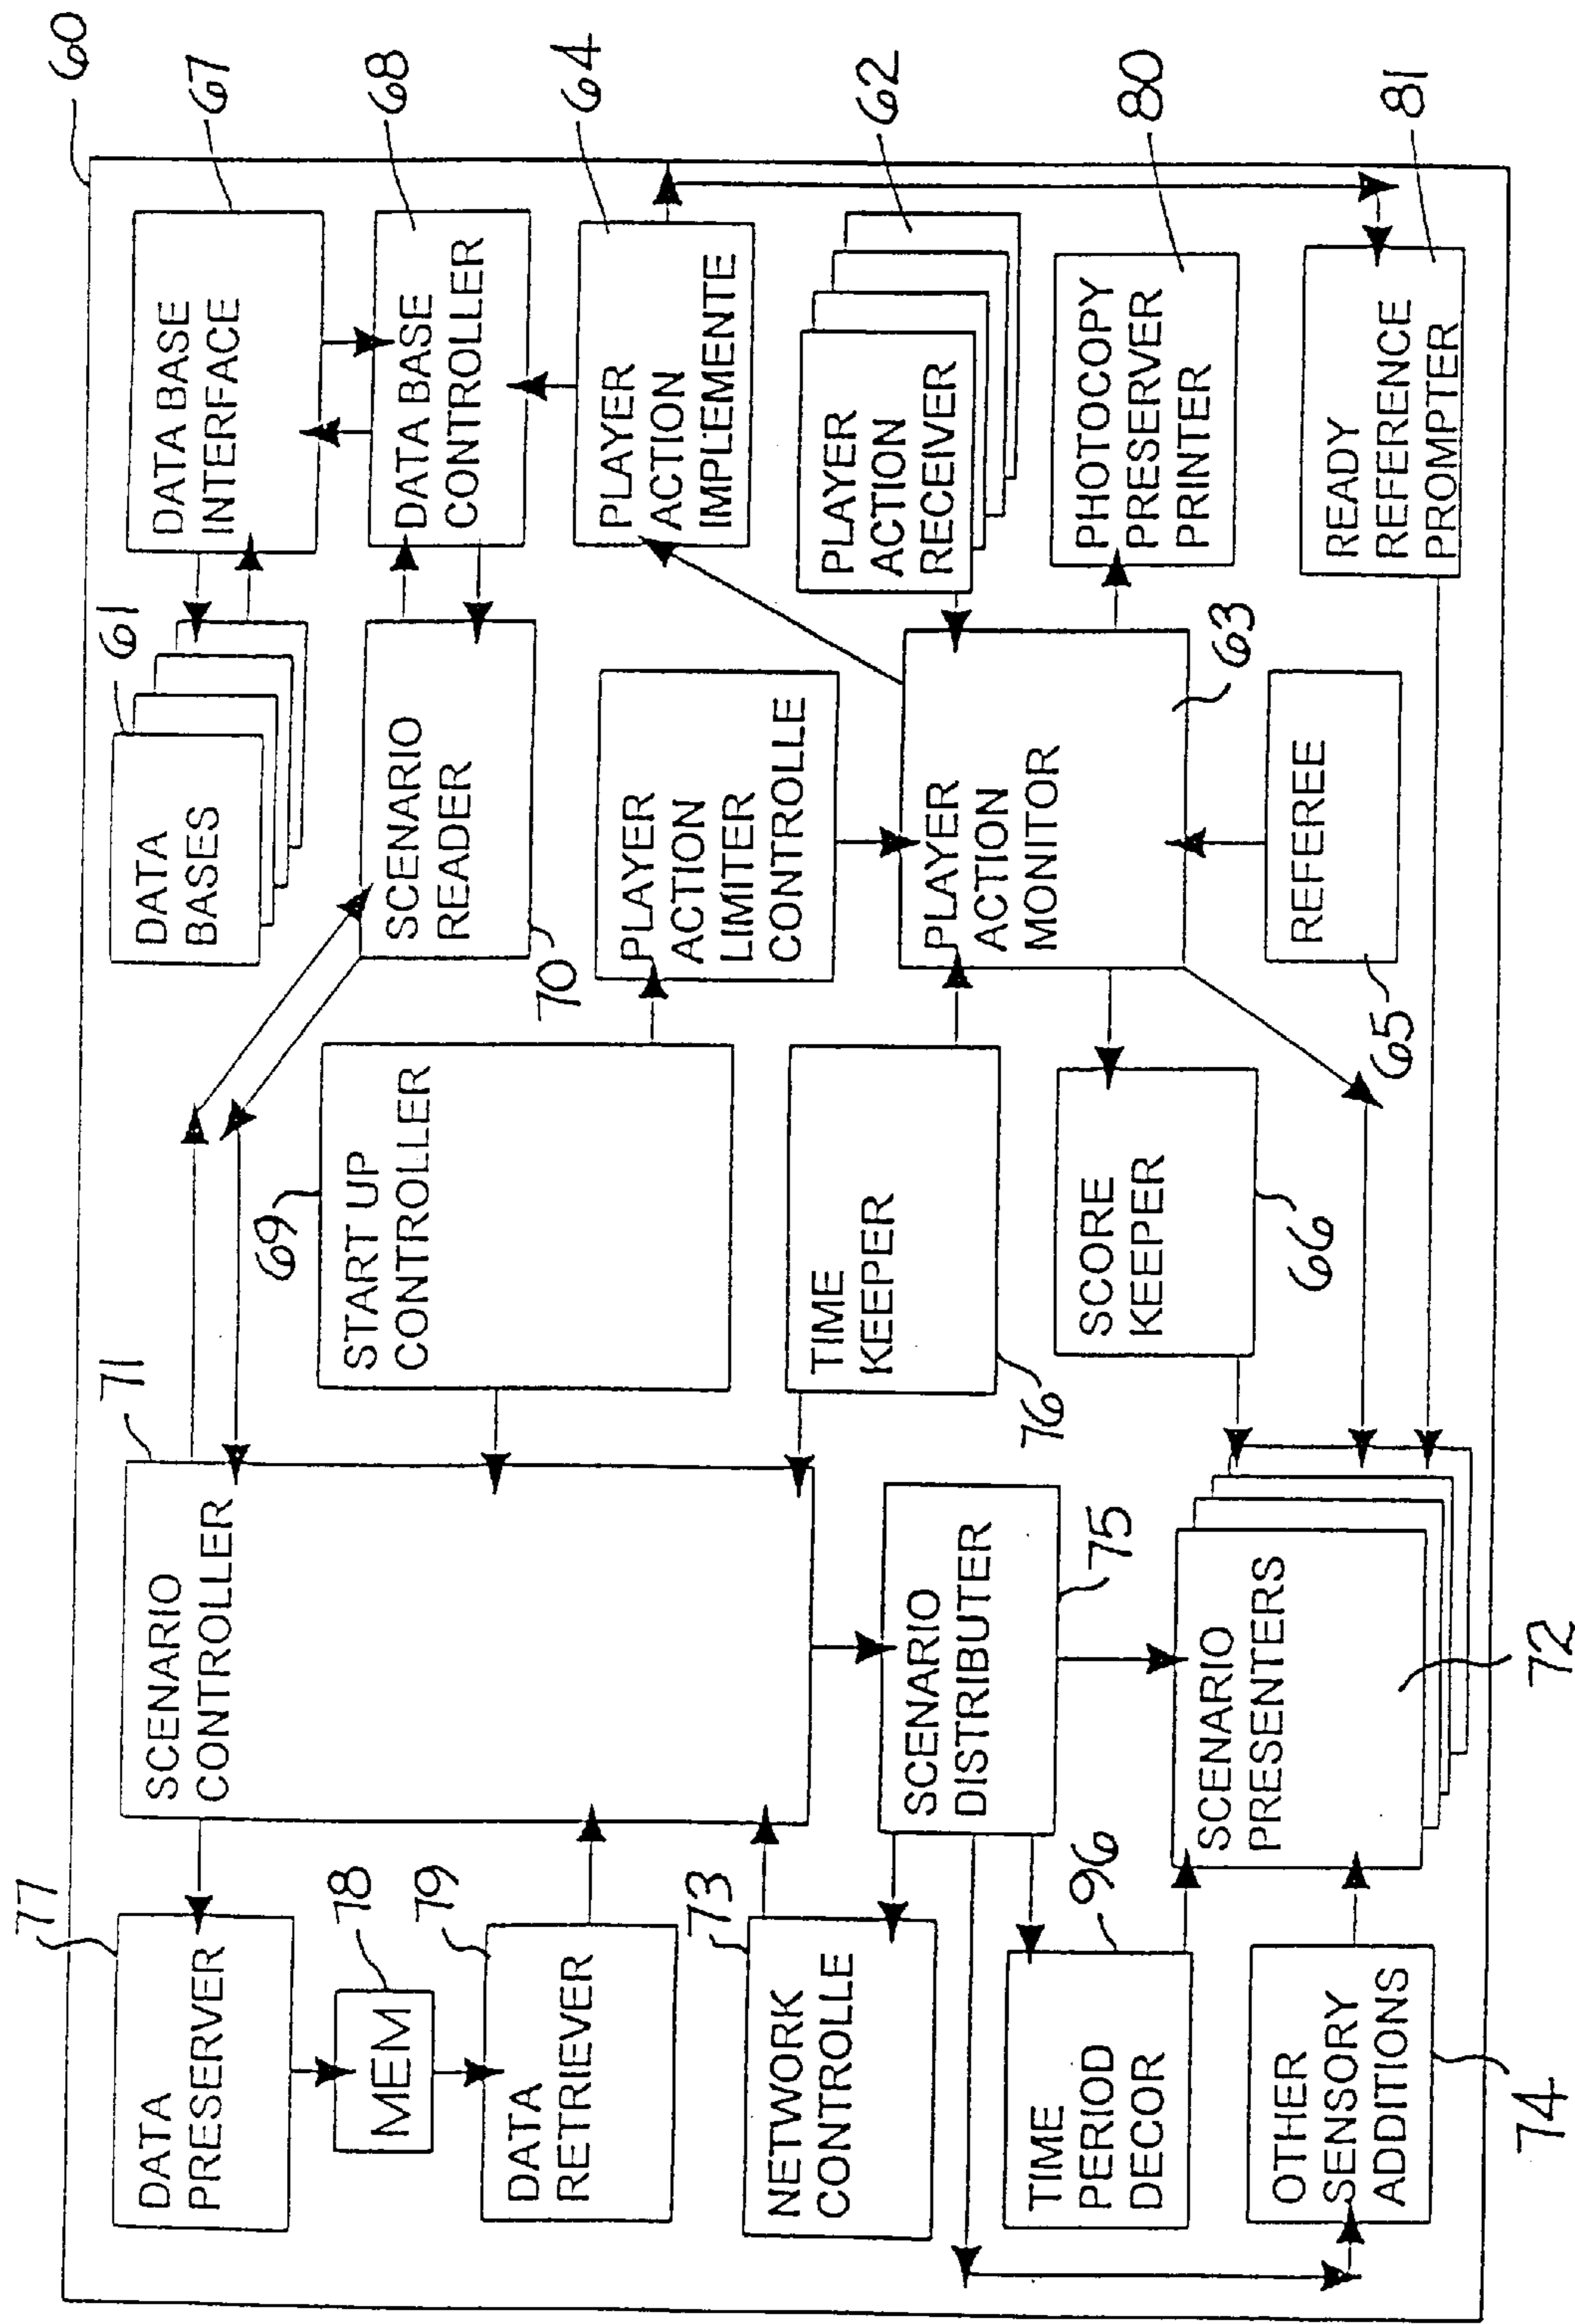 60
77
DATA
PRESERVER
78
MEM
79
DATA
RETRIEVER
73
NETWORK
CONTROLLE
96
TIME
PERIOD
DECOR
OTHER
SENSORY
ADDITIONS
74
71
SCENARIO
CONTROLLER
SCENARIO
DISTRIBUTER
75
SCENARIO
PRESENTERS
72
69
START UP
CONTROLLER
TIME
KEEPER
76
SCORE
KEEPER
66
61
DATA
BASES
SCENARIO
READER
70
PLAYER
ACTION
LIMITER
CONTROLLE
PLAYER
ACTION
MONITOR
63
REFEREE
65
DATA BASE
INTERFACE
67
DATA BASE
CONTROLLER
68
PLAYER
ACTION
IMPLEMENTE
64
PLAYER
ACTION
RECEIVER
62
PHOTOCOPY
PRESERVER
PRINTER
80
READY
REFERENCE
PROMPTER
81